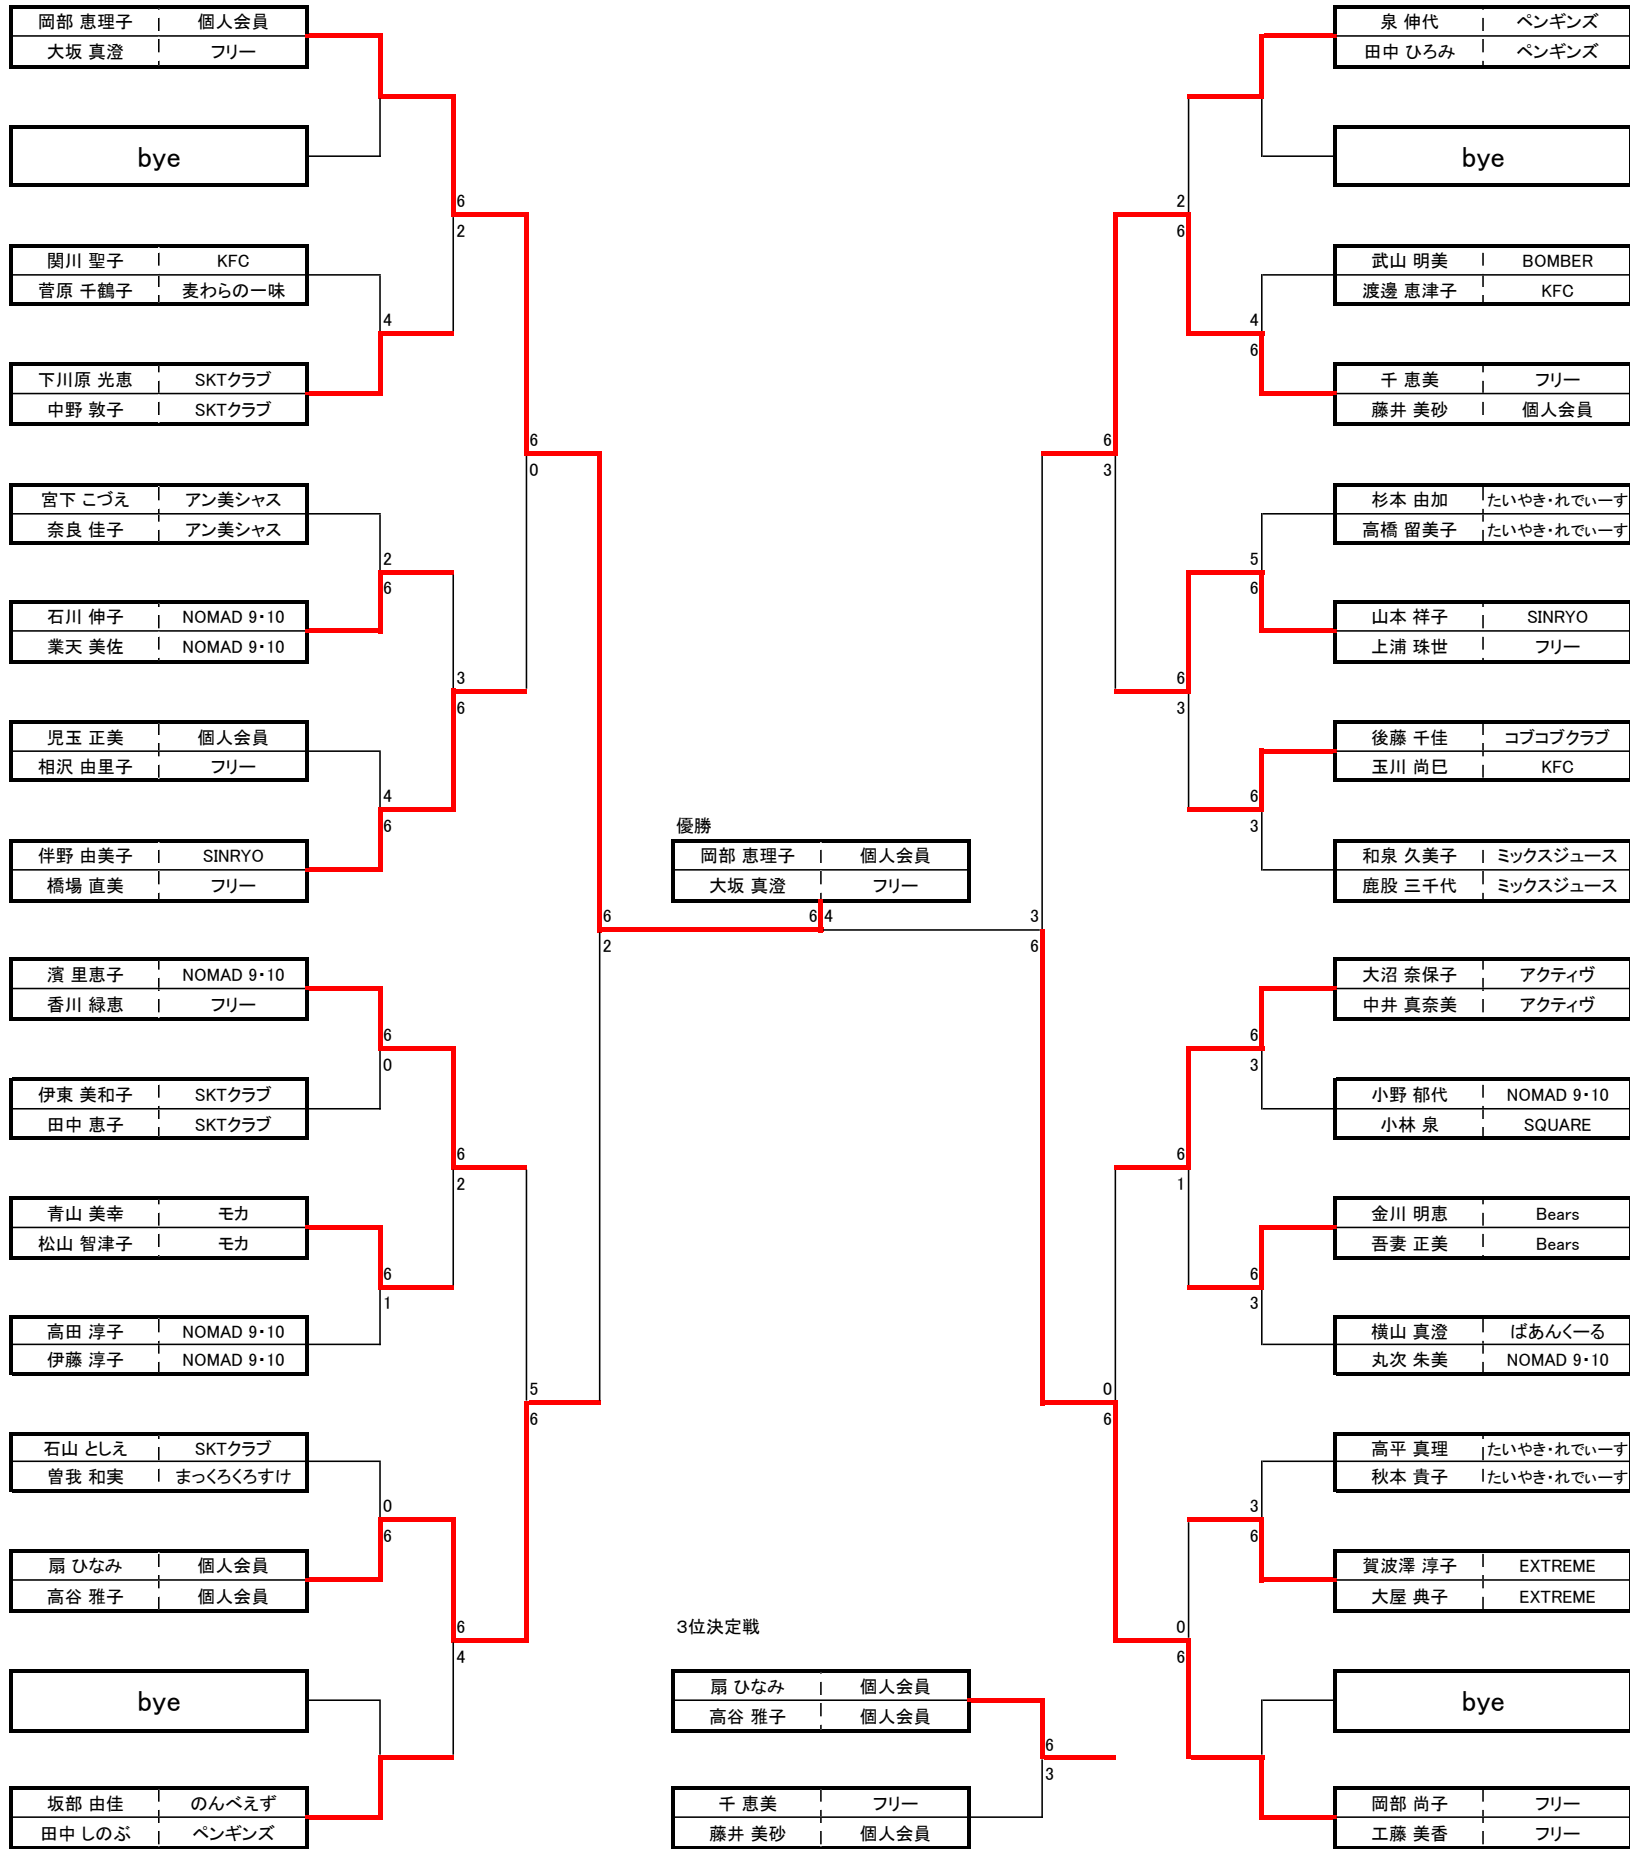 岡部 恵理子 個人会員
大坂 真澄 フリー
bye
6
2
関川 聖子 KFC
菅原 千鶴子 麦わらの一味
4
下川原 光恵 SKTクラブ
中野 敦子 SKTクラブ
6
0
宮下 こづえ アン美シャス
奈良 佳子 アン美シャス
2
6
石川 伸子 NOMAD 9・10
業天 美佐 NOMAD 9・10
3
6
児玉 正美 個人会員
相沢 由里子 フリー
4
6
伴野 由美子 SINRYO
橋場 直美 フリー
6
2
濱 里恵子 NOMAD 9・10
香川 緑恵 フリー
6
0
伊東 美和子 SKTクラブ
田中 恵子 SKTクラブ
6
2
青山 美幸 モカ
松山 智津子 モカ
6
1
高田 淳子 NOMAD 9・10
伊藤 淳子 NOMAD 9・10
5
6
石山 としえ SKTクラブ
曽我 和実 まっくろくろすけ
0
6
扇 ひなみ 個人会員
高谷 雅子 個人会員
6
4
bye
坂部 由佳 のんべえず
田中 しのぶ ペンギンズ
優勝
岡部 恵理子 個人会員
大坂 真澄 フリー
6 4
3位決定戦
扇 ひなみ 個人会員
高谷 雅子 個人会員
6
3
千 恵美 フリー
藤井 美砂 個人会員
泉 伸代 ペンギンズ
田中 ひろみ ペンギンズ
bye
2
6
武山 明美 BOMBER
渡邊 恵津子 KFC
4
6
千 恵美 フリー
藤井 美砂 個人会員
6
3
杉本 由加 たいやき・れでぃーす
高橋 留美子 たいやき・れでぃーす
5
6
山本 祥子 SINRYO
上浦 珠世 フリー
6
3
後藤 千佳 コブコブクラブ
玉川 尚巳 KFC
6
3
和泉 久美子 ミックスジュース
鹿股 三千代 ミックスジュース
3
6
大沼 奈保子 アクティヴ
中井 真奈美 アクティヴ
6
3
小野 郁代 NOMAD 9・10
小林 泉 SQUARE
6
1
金川 明恵 Bears
吾妻 正美 Bears
6
3
横山 真澄 ぱあんくーる
丸次 朱美 NOMAD 9・10
0
6
高平 真理 たいやき・れでぃーす
秋本 貴子 たいやき・れでぃーす
3
6
賀波澤 淳子 EXTREME
大屋 典子 EXTREME
0
6
bye
岡部 尚子 フリー
工藤 美香 フリー